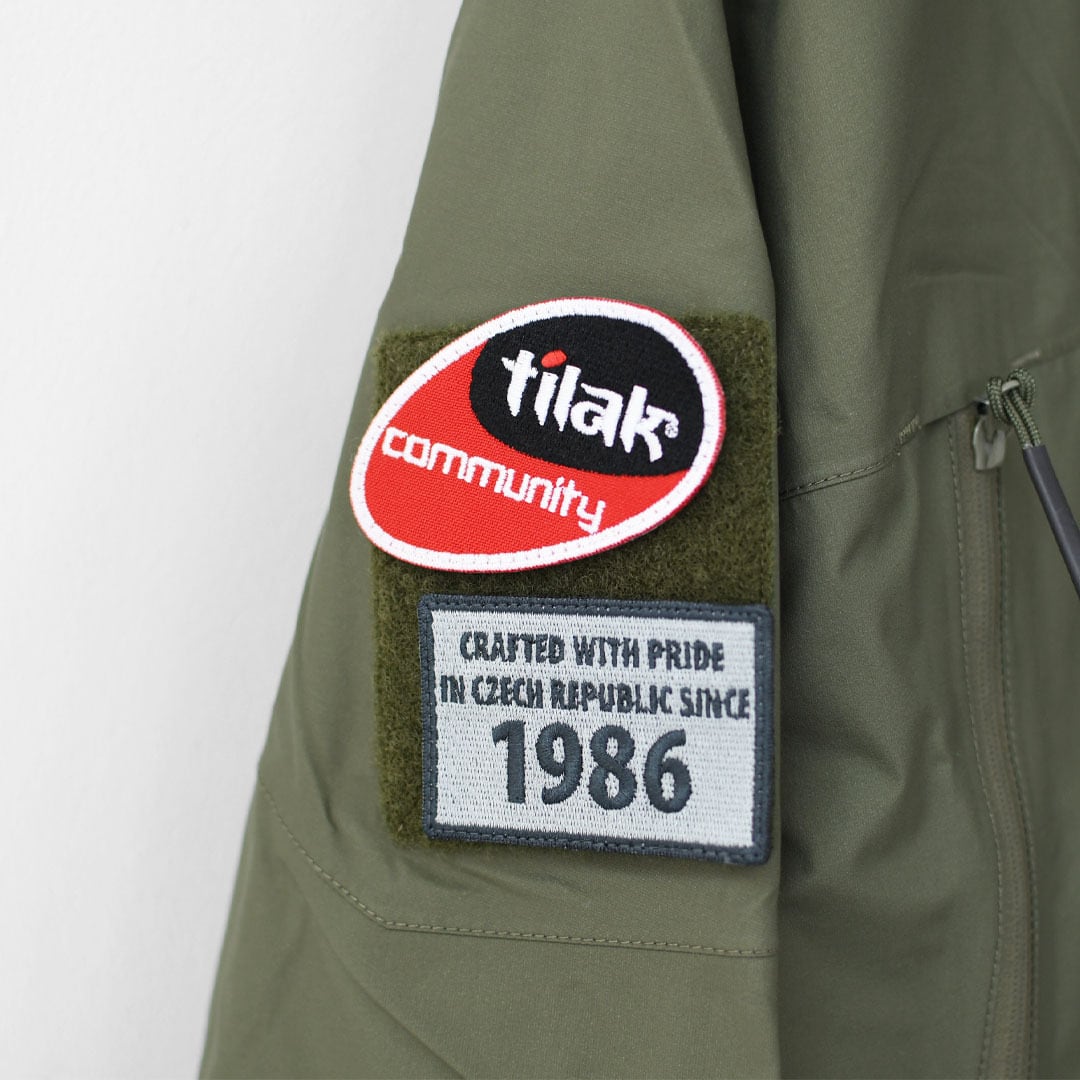 tilak®
community
CRAFTED WITH PRIDE
IN CZECH REPUBLIC SINCE
1986